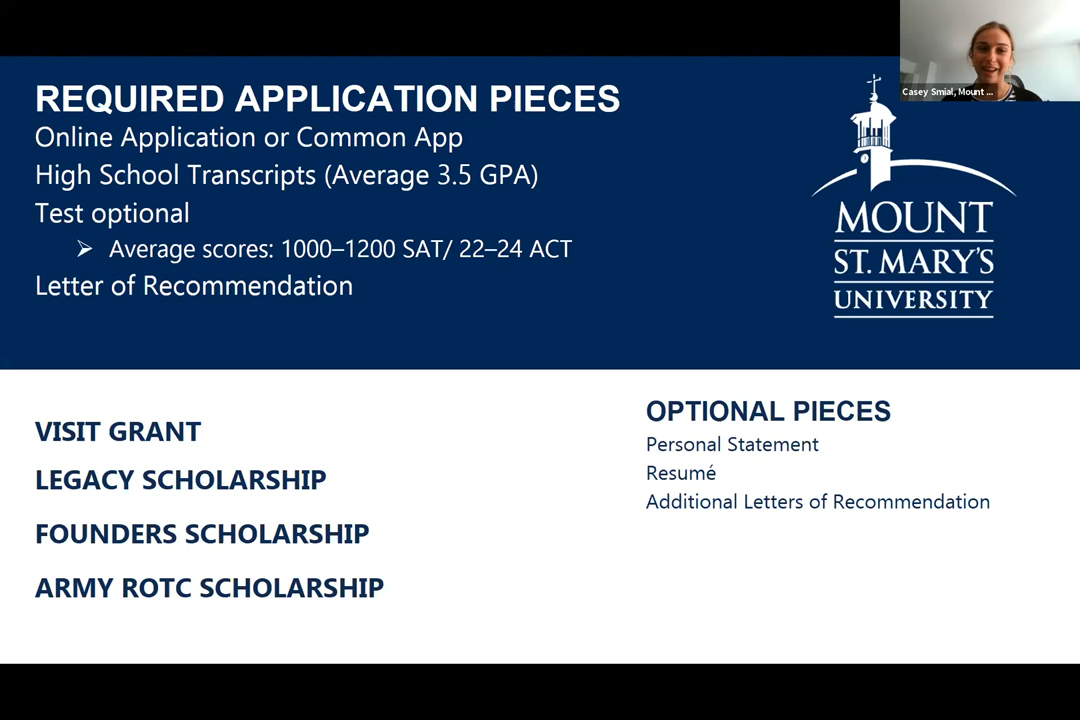 REQUIRED APPLICATION PIECES
Online Application or Common App
High School Transcripts (Average 3.5 GPA)
Test optional
➢ Average scores: 1000–1200 SAT/ 22–24 ACT
Letter of Recommendation
Casey Smial, Mount ...
MOUNT
ST. MARY'S
UNIVERSITY
VISIT GRANT
LEGACY SCHOLARSHIP
FOUNDERS SCHOLARSHIP
ARMY ROTC SCHOLARSHIP
OPTIONAL PIECES
Personal Statement
Resumé
Additional Letters of Recommendation